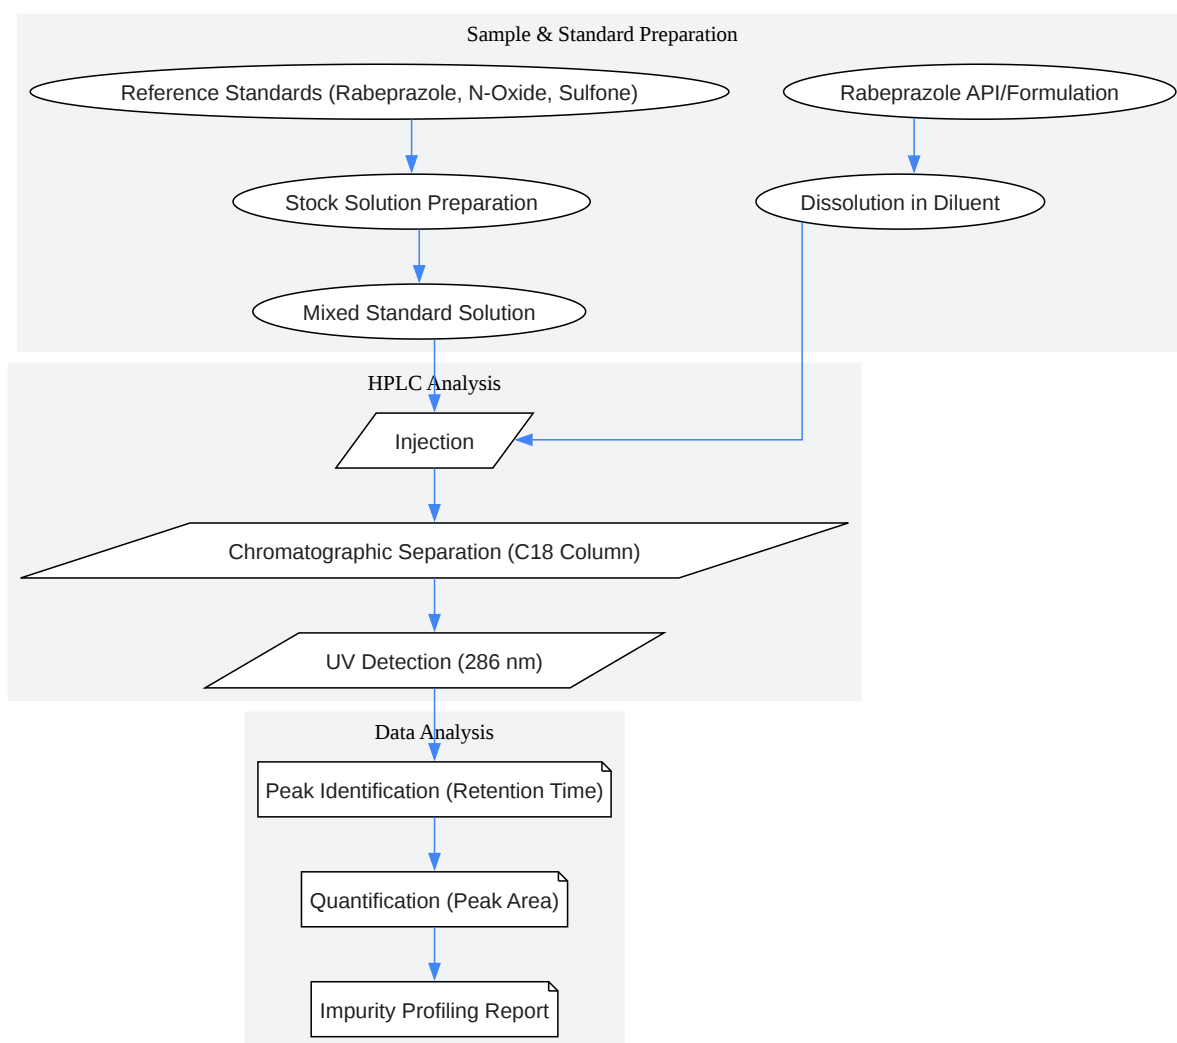 Sample & Standard Preparation
Reference Standards (Rabeprazole, N-Oxide, Sulfone)
Rabeprazole API/Formulation
Stock Solution Preparation
Dissolution in Diluent
Mixed Standard Solution
HPLC Analysis
Injection
Chromatographic Separation (C18 Column)
UV Detection (286 nm)
Data Analysis
Peak Identification (Retention Time)
Quantification (Peak Area)
Impurity Profiling Report